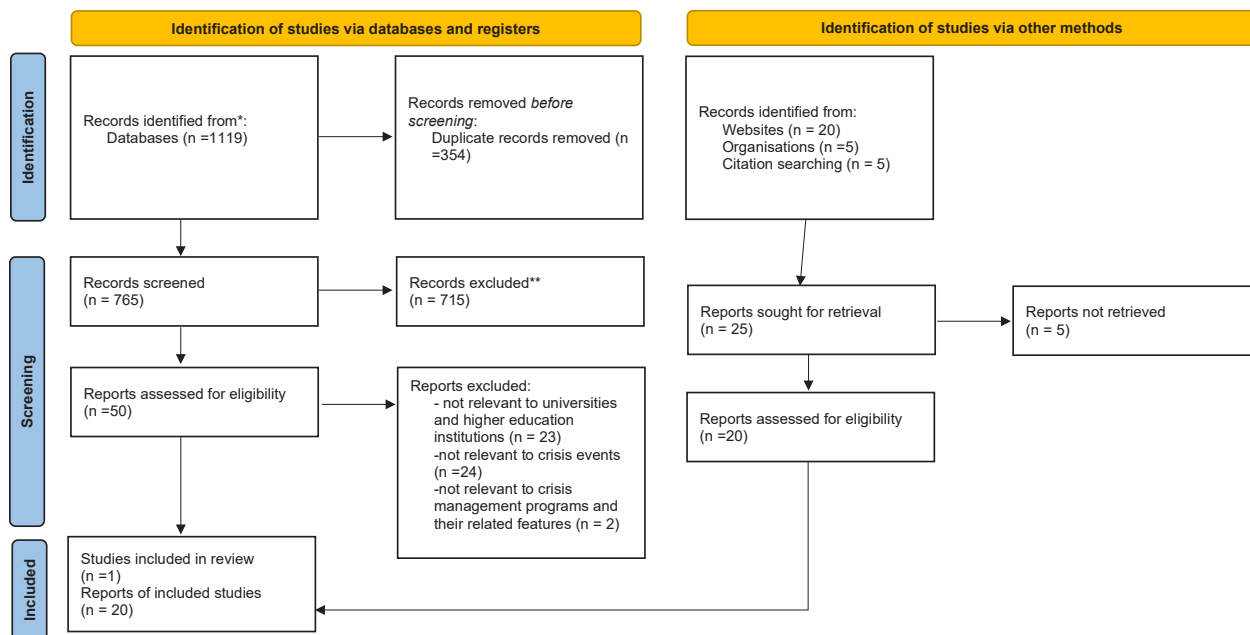 Identification of studies via databases and registers
Identification of studies via other methods
Identification
Records identified from*:
Databases (n =1119)
Records removed before
screening:
Duplicate records removed (n
=354)
Records identified from:
Websites (n = 20)
Organisations (n =5)
Citation searching (n = 5)
Screening
Records screened
(n = 765)
Records excluded**
(n = 715)
Reports sought for retrieval
(n = 25)
Reports not retrieved
(n = 5)
Reports assessed for eligibility
(n =50)
Reports excluded:
- not relevant to universities
and higher education
institutions (n = 23)
-not relevant to crisis events
(n =24)
-not relevant to crisis
management programs and
their related features (n = 2)
Reports assessed for eligibility
(n =20)
Included
Studies included in review
(n =1)
Reports of included studies
(n = 20)